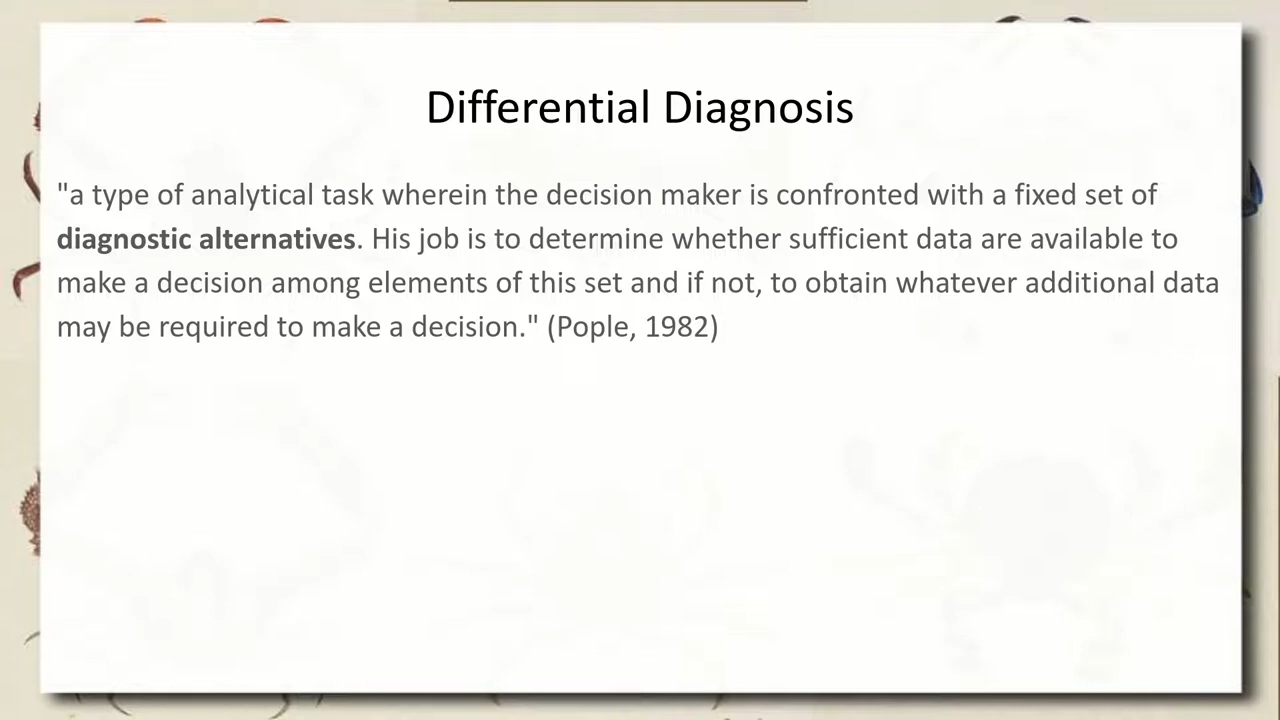 Differential Diagnosis
"a type of analytical task wherein the decision maker is confronted with a fixed set of
diagnostic alternatives. His job is to determine whether sufficient data are available to
make a decision among elements of this set and if not, to obtain whatever additional data
may be required to make a decision." (Pople, 1982)